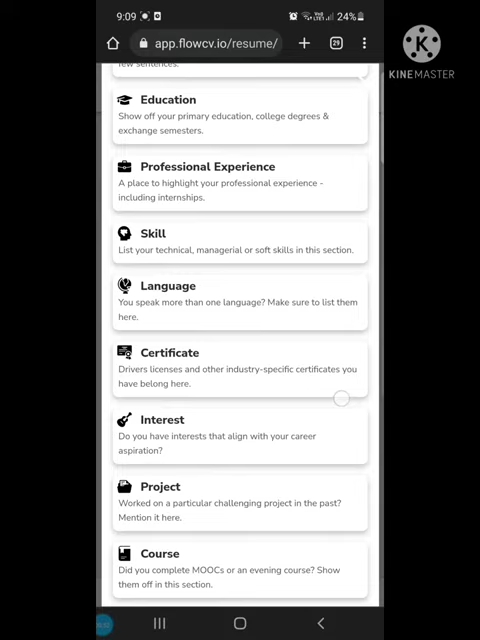 9:09 24%
K
KINEMASTER
app.flowcv.io/resume/ 29
few sentences.
Education
Show off your primary education, college degrees &
exchange semesters.
Professional Experience
A place to highlight your professional experience -
including internships.
Skill
List your technical, managerial or soft skills in this section.
Language
You speak more than one language? Make sure to list them
here.
Certificate
Drivers licenses and other industry-specific certificates you
have belong here.
Interest
Do you have interests that align with your career
aspiration?
Project
Worked on a particular challenging project in the past?
Mention it here.
Course
Did you complete MOOCs or an evening course? Show
them off in this section.